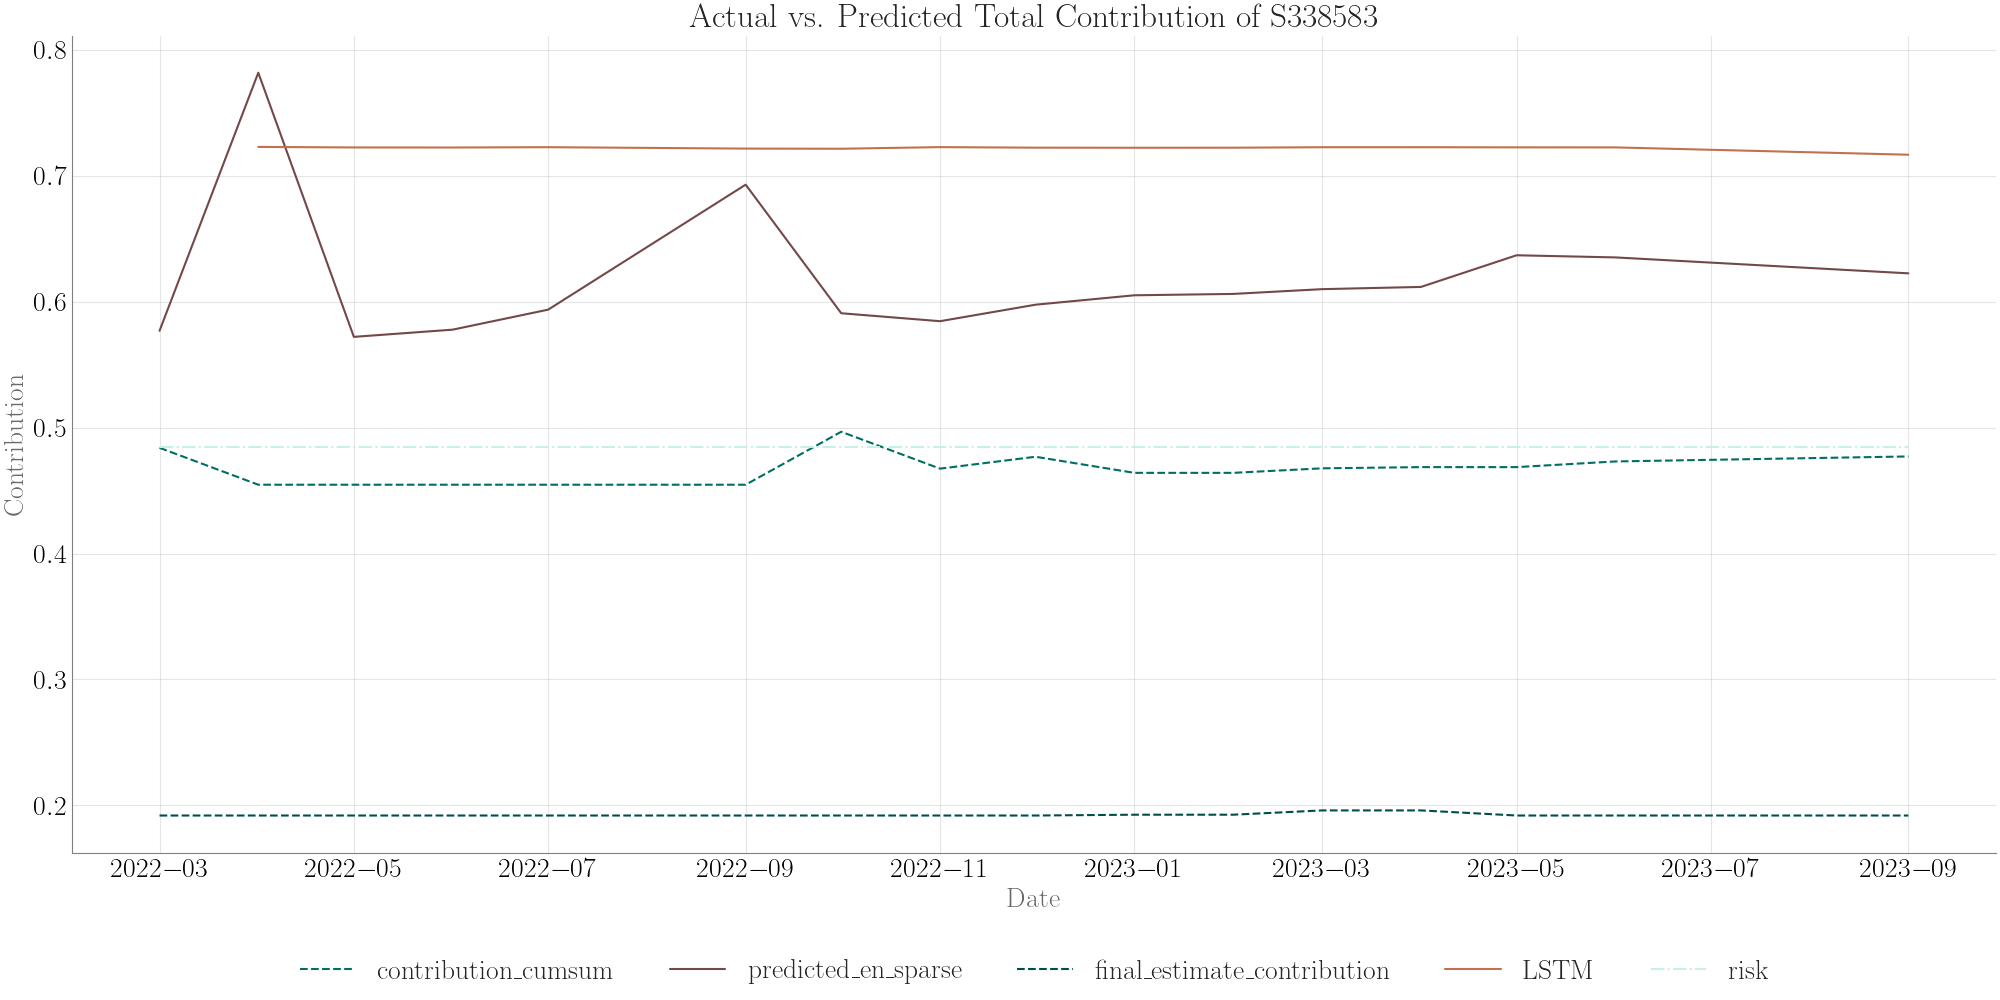 Actual vs. Predicted Total Contribution of S338583
0.8
0.7
0.6
0.5
0.4
0.3
0.2
Contribution
2022−03 2022−05 2022−07 2022−09 2022−11 2023−01 2023−03 2023−05 2023−07 2023−09
Date
contribution_cumsum predicted_en_sparse final_estimate_contribution LSTM risk